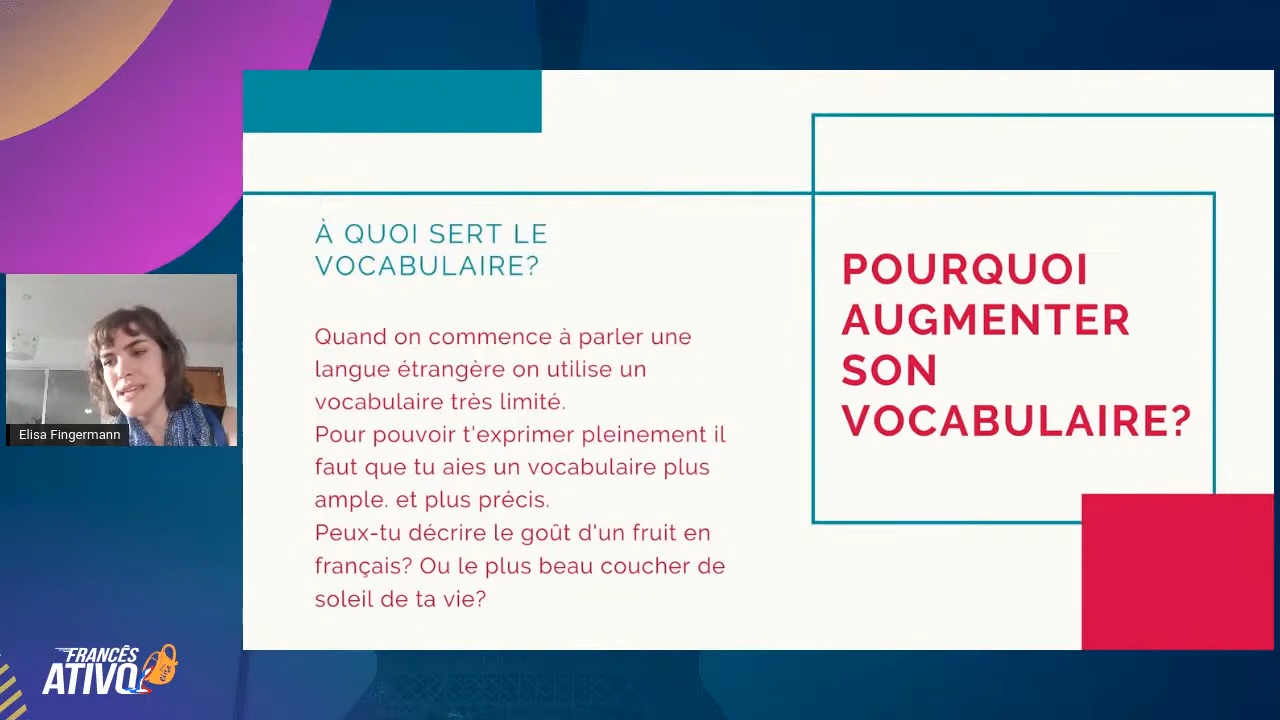 À QUOI SERT LE
VOCABULAIRE?
Quand on commence à parler une
langue étrangère on utilise un
vocabulaire très limité.
Pour pouvoir t'exprimer pleinement il
faut que tu aies un vocabulaire plus
ample. et plus précis.
Peux-tu décrire le goût d'un fruit en
français? Ou le plus beau coucher de
soleil de ta vie?
POURQUOI
AUGMENTER
SON
VOCABULAIRE?
Elisa Fingermann
FRANCÊS
ATIVO
elisa